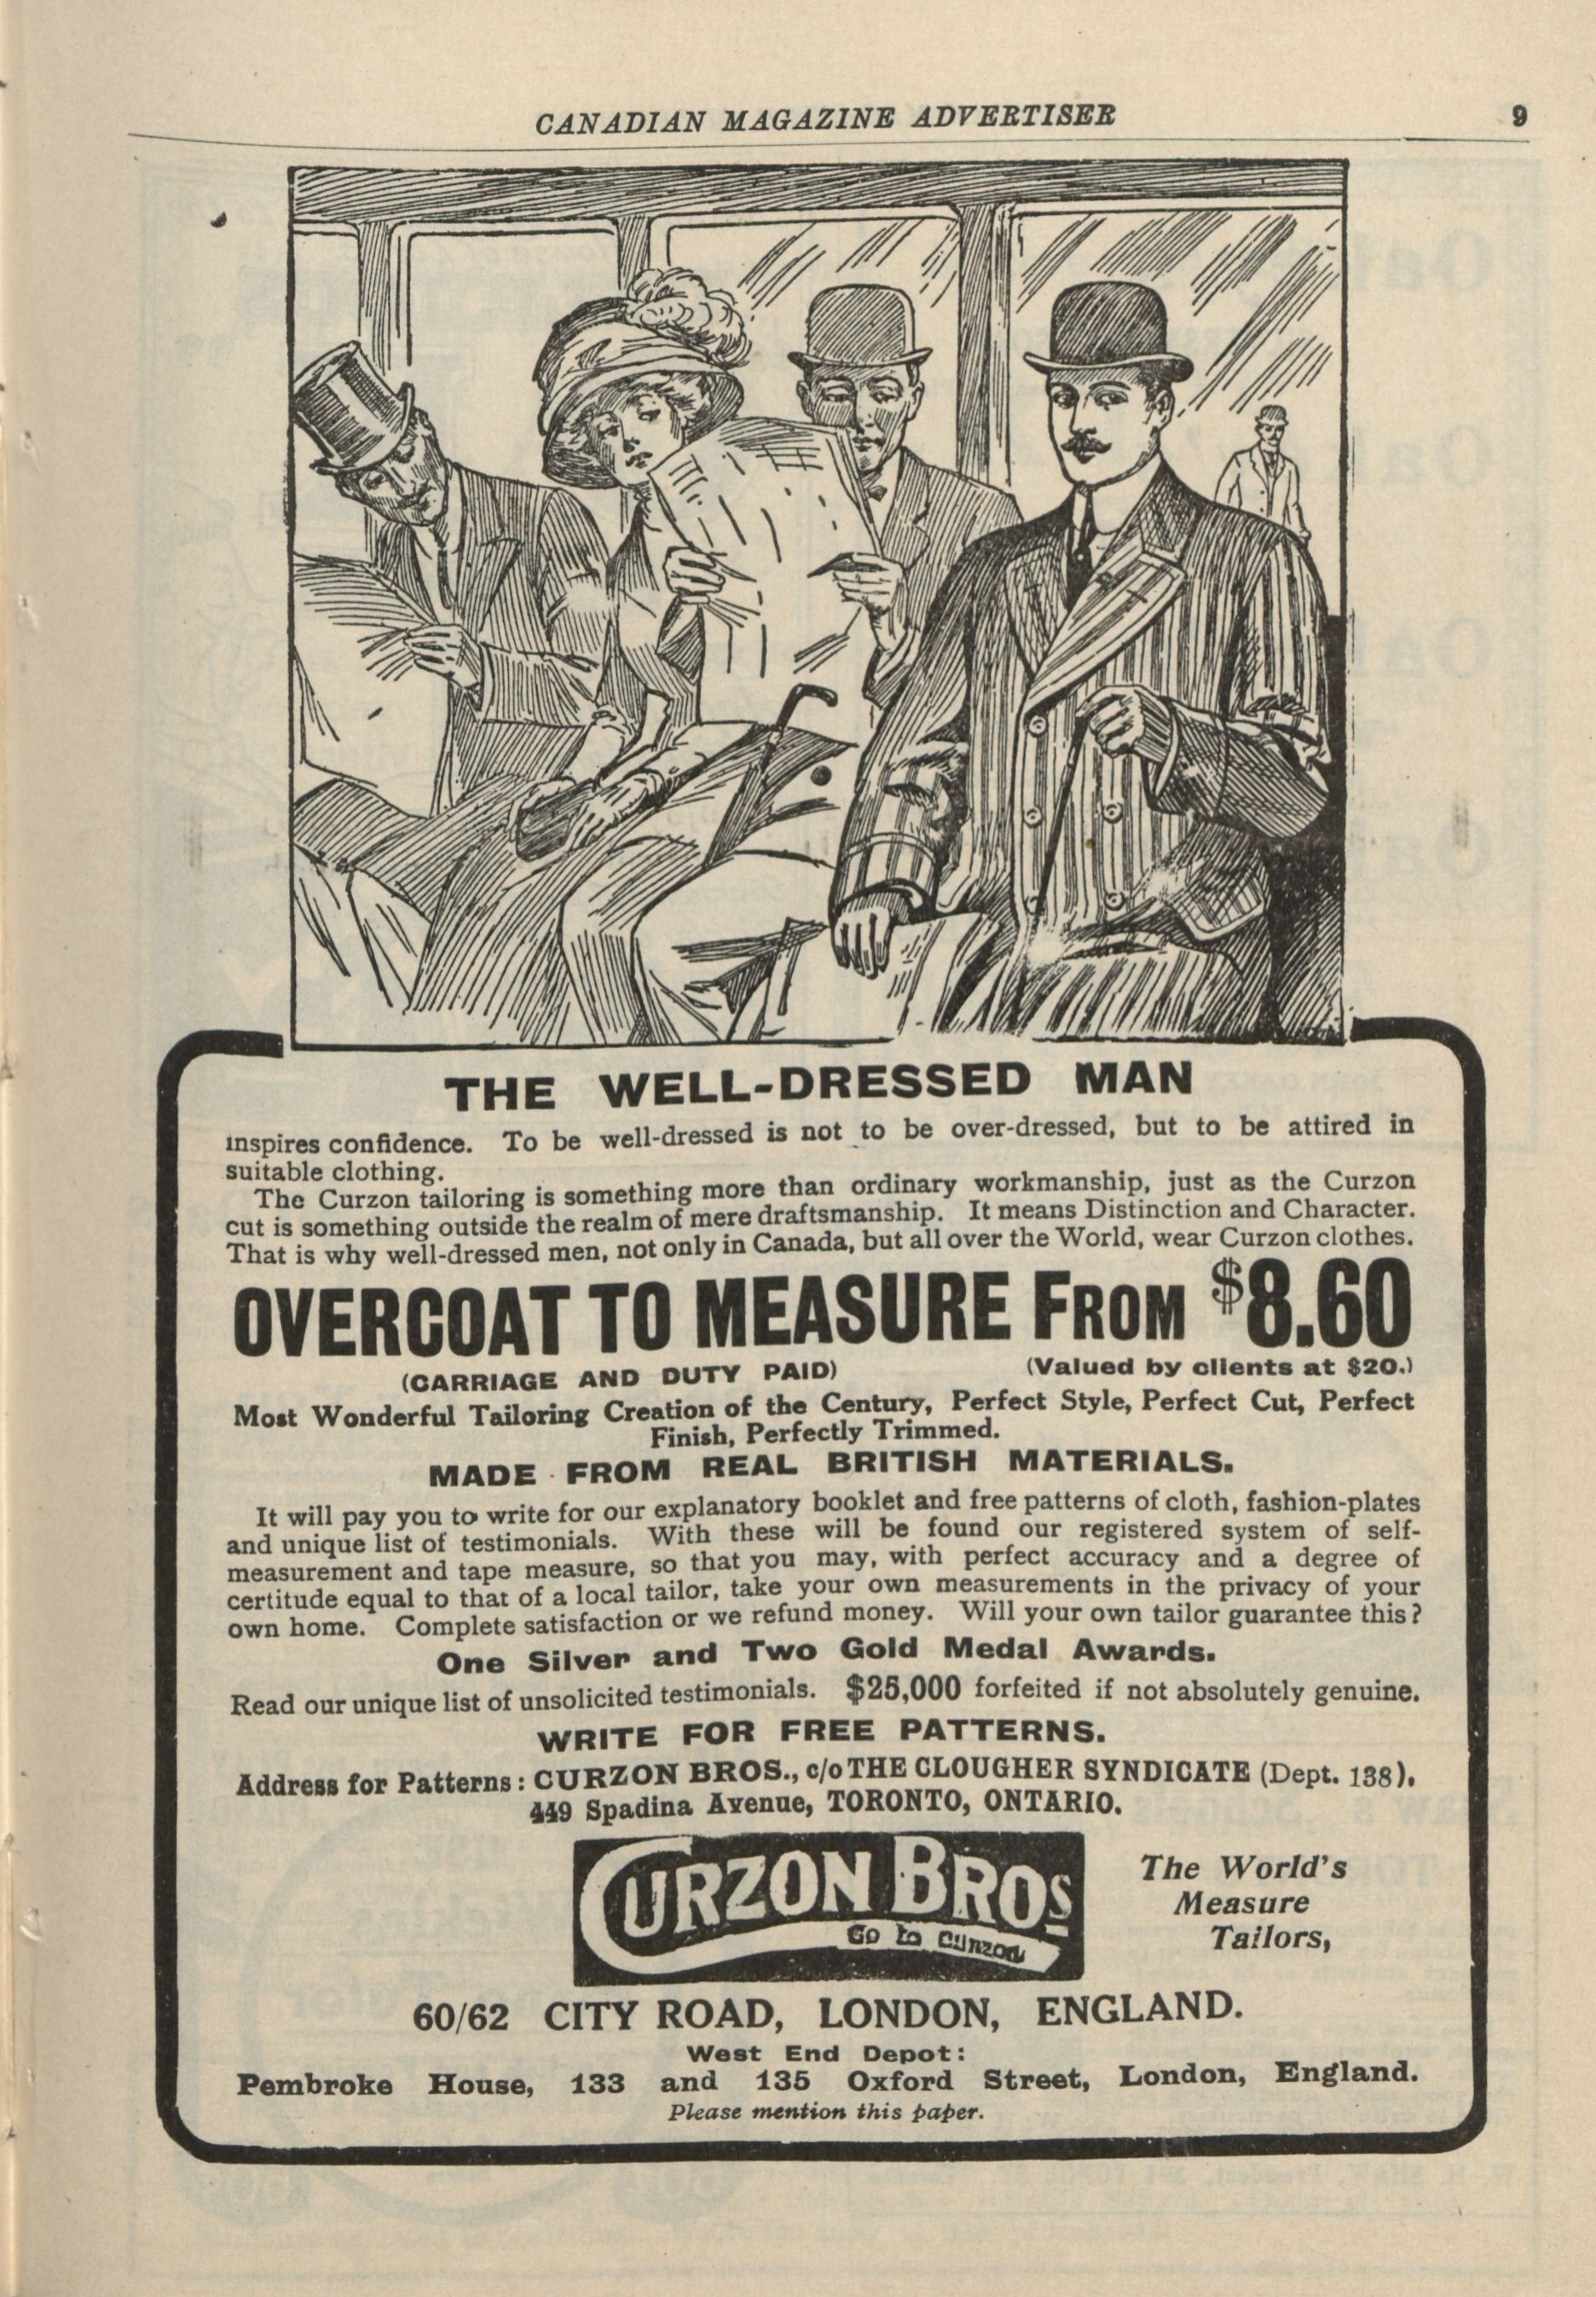 CANADIAN MAGAZINE ADVERTISER 9
THE WELL-DRESSED MAN
inspires confidence. To be well-dressed is not to be over-dressed, but to be attired in
suitable clothing.
The Curzon tailoring is something more than ordinary workmanship, just as the Curzon
cut is something outside the realm of mere draftsmanship. It means Distinction and Character.
That is why well-dressed men, not only in Canada, but all over the World, wear Curzon clothes.
OVERCOAT TO MEASURE FROM $8.60
(CARRIAGE AND DUTY PAID) (Valued by clients at $20.)
Most Wonderful Tailoring Creation of the Century, Perfect Style, Perfect Cut, Perfect
Finish, Perfectly Trimmed.
MADE FROM REAL BRITISH MATERIALS.
It will pay you to write for our explanatory booklet and free patterns of cloth, fashion-plates
and unique list of testimonials. With these will be found our registered system of self-
measurement and tape measure, so that you may, with perfect accuracy and a degree of
certitude equal to that of a local tailor, take your own measurements in the privacy of your
own home. Complete satisfaction or we refund money. Will your own tailor guarantee this?
One Silver and Two Gold Medal Awards.
Read our unique list of unsolicited testimonials. $25,000 forfeited if not absolutely genuine.
WRITE FOR FREE PATTERNS.
Address for Patterns: CURZON BROS., c/o THE CLOUGHER SYNDICATE (Dept. 138),
449 Spadina Avenue, TORONTO, ONTARIO.
CURZON BROS
Go to Curzon
The World's
Measure
Tailors,
60/62 CITY ROAD, LONDON, ENGLAND.
West End Depot:
Pembroke House, 133 and 135 Oxford Street, London, England.
Please mention this paper.